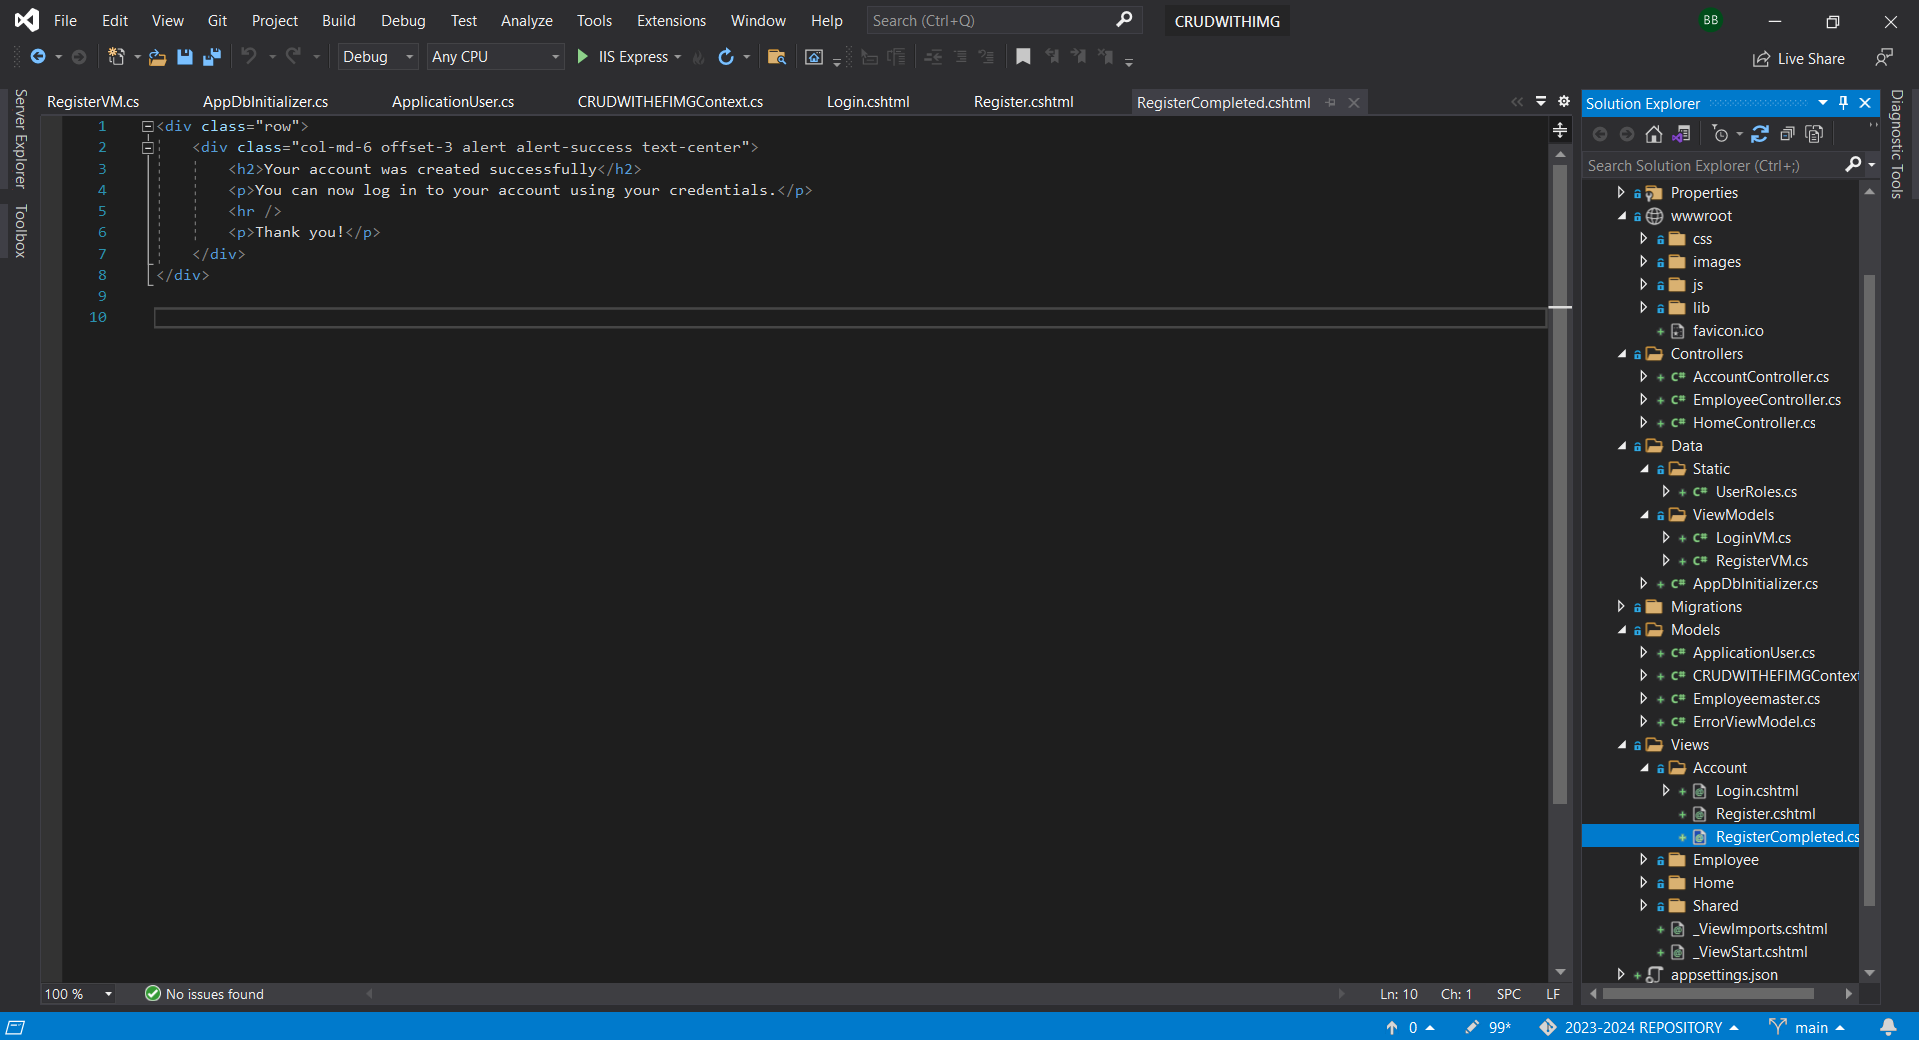 File Edit View Git Project Build Debug Test Analyze Tools Extensions Window Help Search (Ctrl+Q) CRUDWITHIMG BB
Debug Any CPU IIS Express Live Share
Server Explorer
Toolbox
RegisterVM.cs AppDbInitializer.cs ApplicationUser.cs CRUDWITHEFIMGContext.cs Login.cshtml Register.cshtml RegisterCompleted.cshtml
1 <div class="row">
2 <div class="col-md-6 offset-3 alert alert-success text-center">
3 <h2>Your account was created successfully</h2>
4 <p>You can now log in to your account using your credentials.</p>
5 <hr />
6 <p>Thank you!</p>
7 </div>
8 </div>
9
10
100 % No issues found Ln: 10 Ch: 1 SPC LF
Solution Explorer
Search Solution Explorer (Ctrl+;)
Properties
wwwroot
css
images
js
lib
favicon.ico
Controllers
C# AccountController.cs
C# EmployeeController.cs
C# HomeController.cs
Data
Static
C# UserRoles.cs
ViewModels
C# LoginVM.cs
C# RegisterVM.cs
C# AppDbInitializer.cs
Migrations
Models
C# ApplicationUser.cs
C# CRUDWITHEFIMGContext
C# Employeemaster.cs
C# ErrorViewModel.cs
Views
Account
Login.cshtml
Register.cshtml
RegisterCompleted.cs
Employee
Home
Shared
_ViewImports.cshtml
_ViewStart.cshtml
appsettings.json
Diagnostic Tools
0 99* 2023-2024 REPOSITORY main